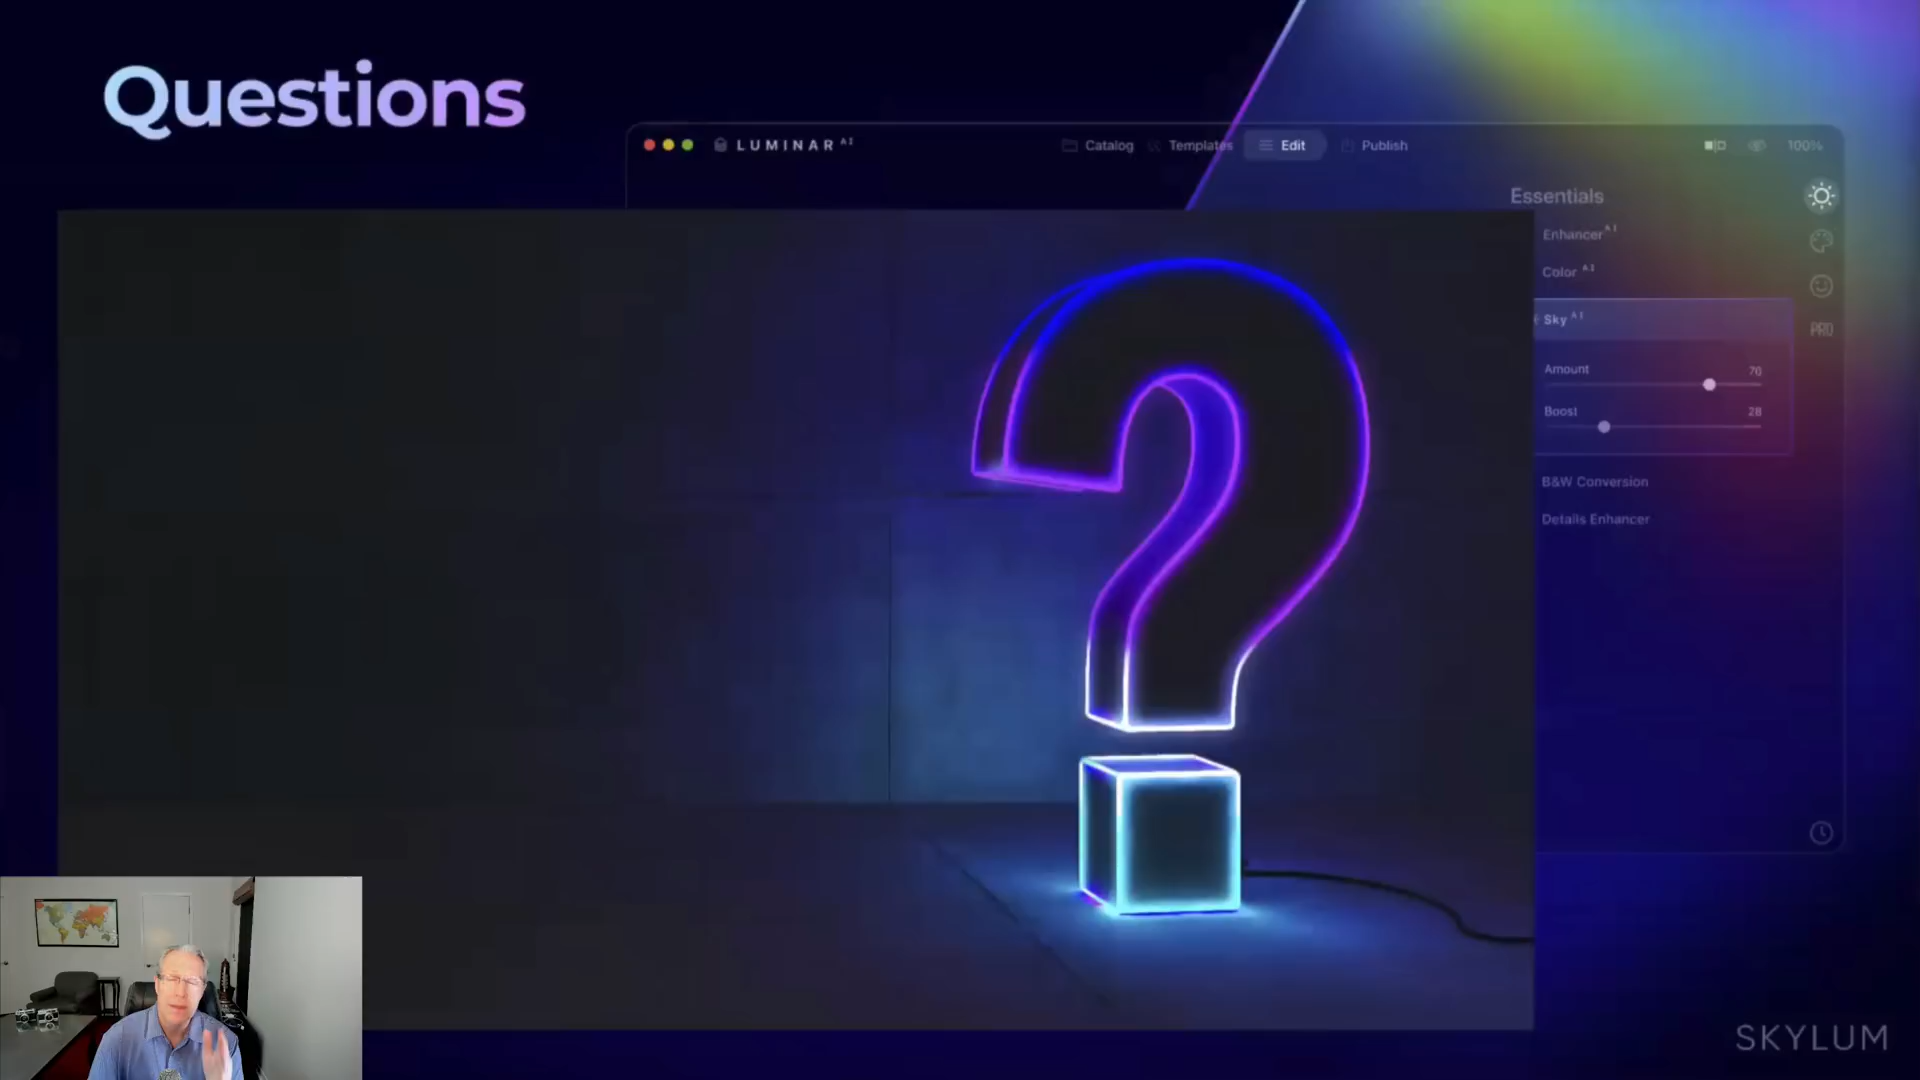 Questions
LUMINAR AI
Catalog
Templates
Edit
Publish
100%
Essentials
Enhancer AI
Color AI
Sky AI
PRO
Amount
70
Boost
28
B&W Conversion
Details Enhancer
SKYLUM